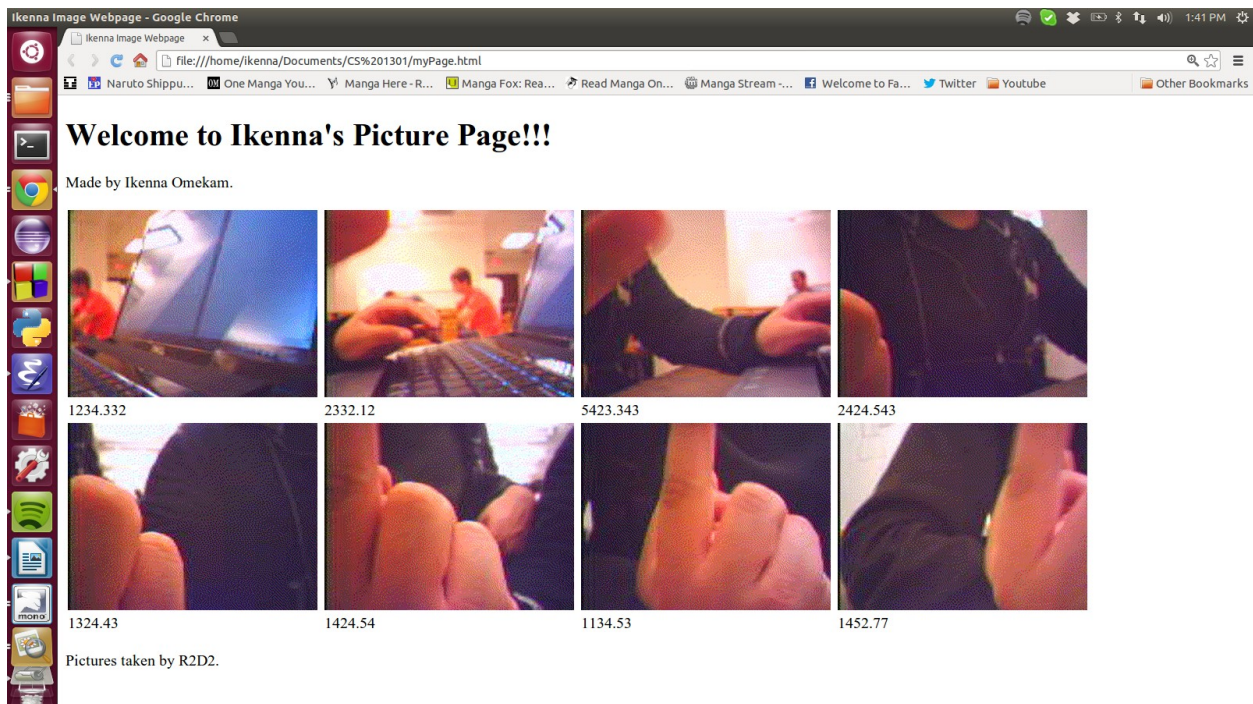 Ikenna Image Webpage - Google Chrome
1:41 PM
Ikenna Image Webpage ×
file:///home/ikenna/Documents/CS%201301/myPage.html
Naruto Shippu... One Manga You... Manga Here - R... Manga Fox: Rea... Read Manga On... Manga Stream -... Welcome to Fa... Twitter Youtube Other Bookmarks
Welcome to Ikenna's Picture Page!!!
Made by Ikenna Omekam.
1234.332 2332.12 5423.343 2424.543
1324.43 1424.54 1134.53 1452.77
mono
Pictures taken by R2D2.